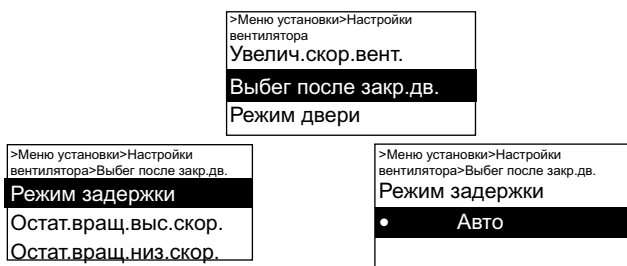 >Меню установки>Настройки
вентилятора
Увелич.скор.вент.
Выбег после закр.дв.
Режим двери
>Меню установки>Настройки
вентилятора>Выбег после закр.дв.
Режим задержки
Остат.вращ.выс.скор.
Остат.вращ.низ.скор.
>Меню установки>Настройки
вентилятора>Выбег после закр.дв.
Режим задержки
• Авто